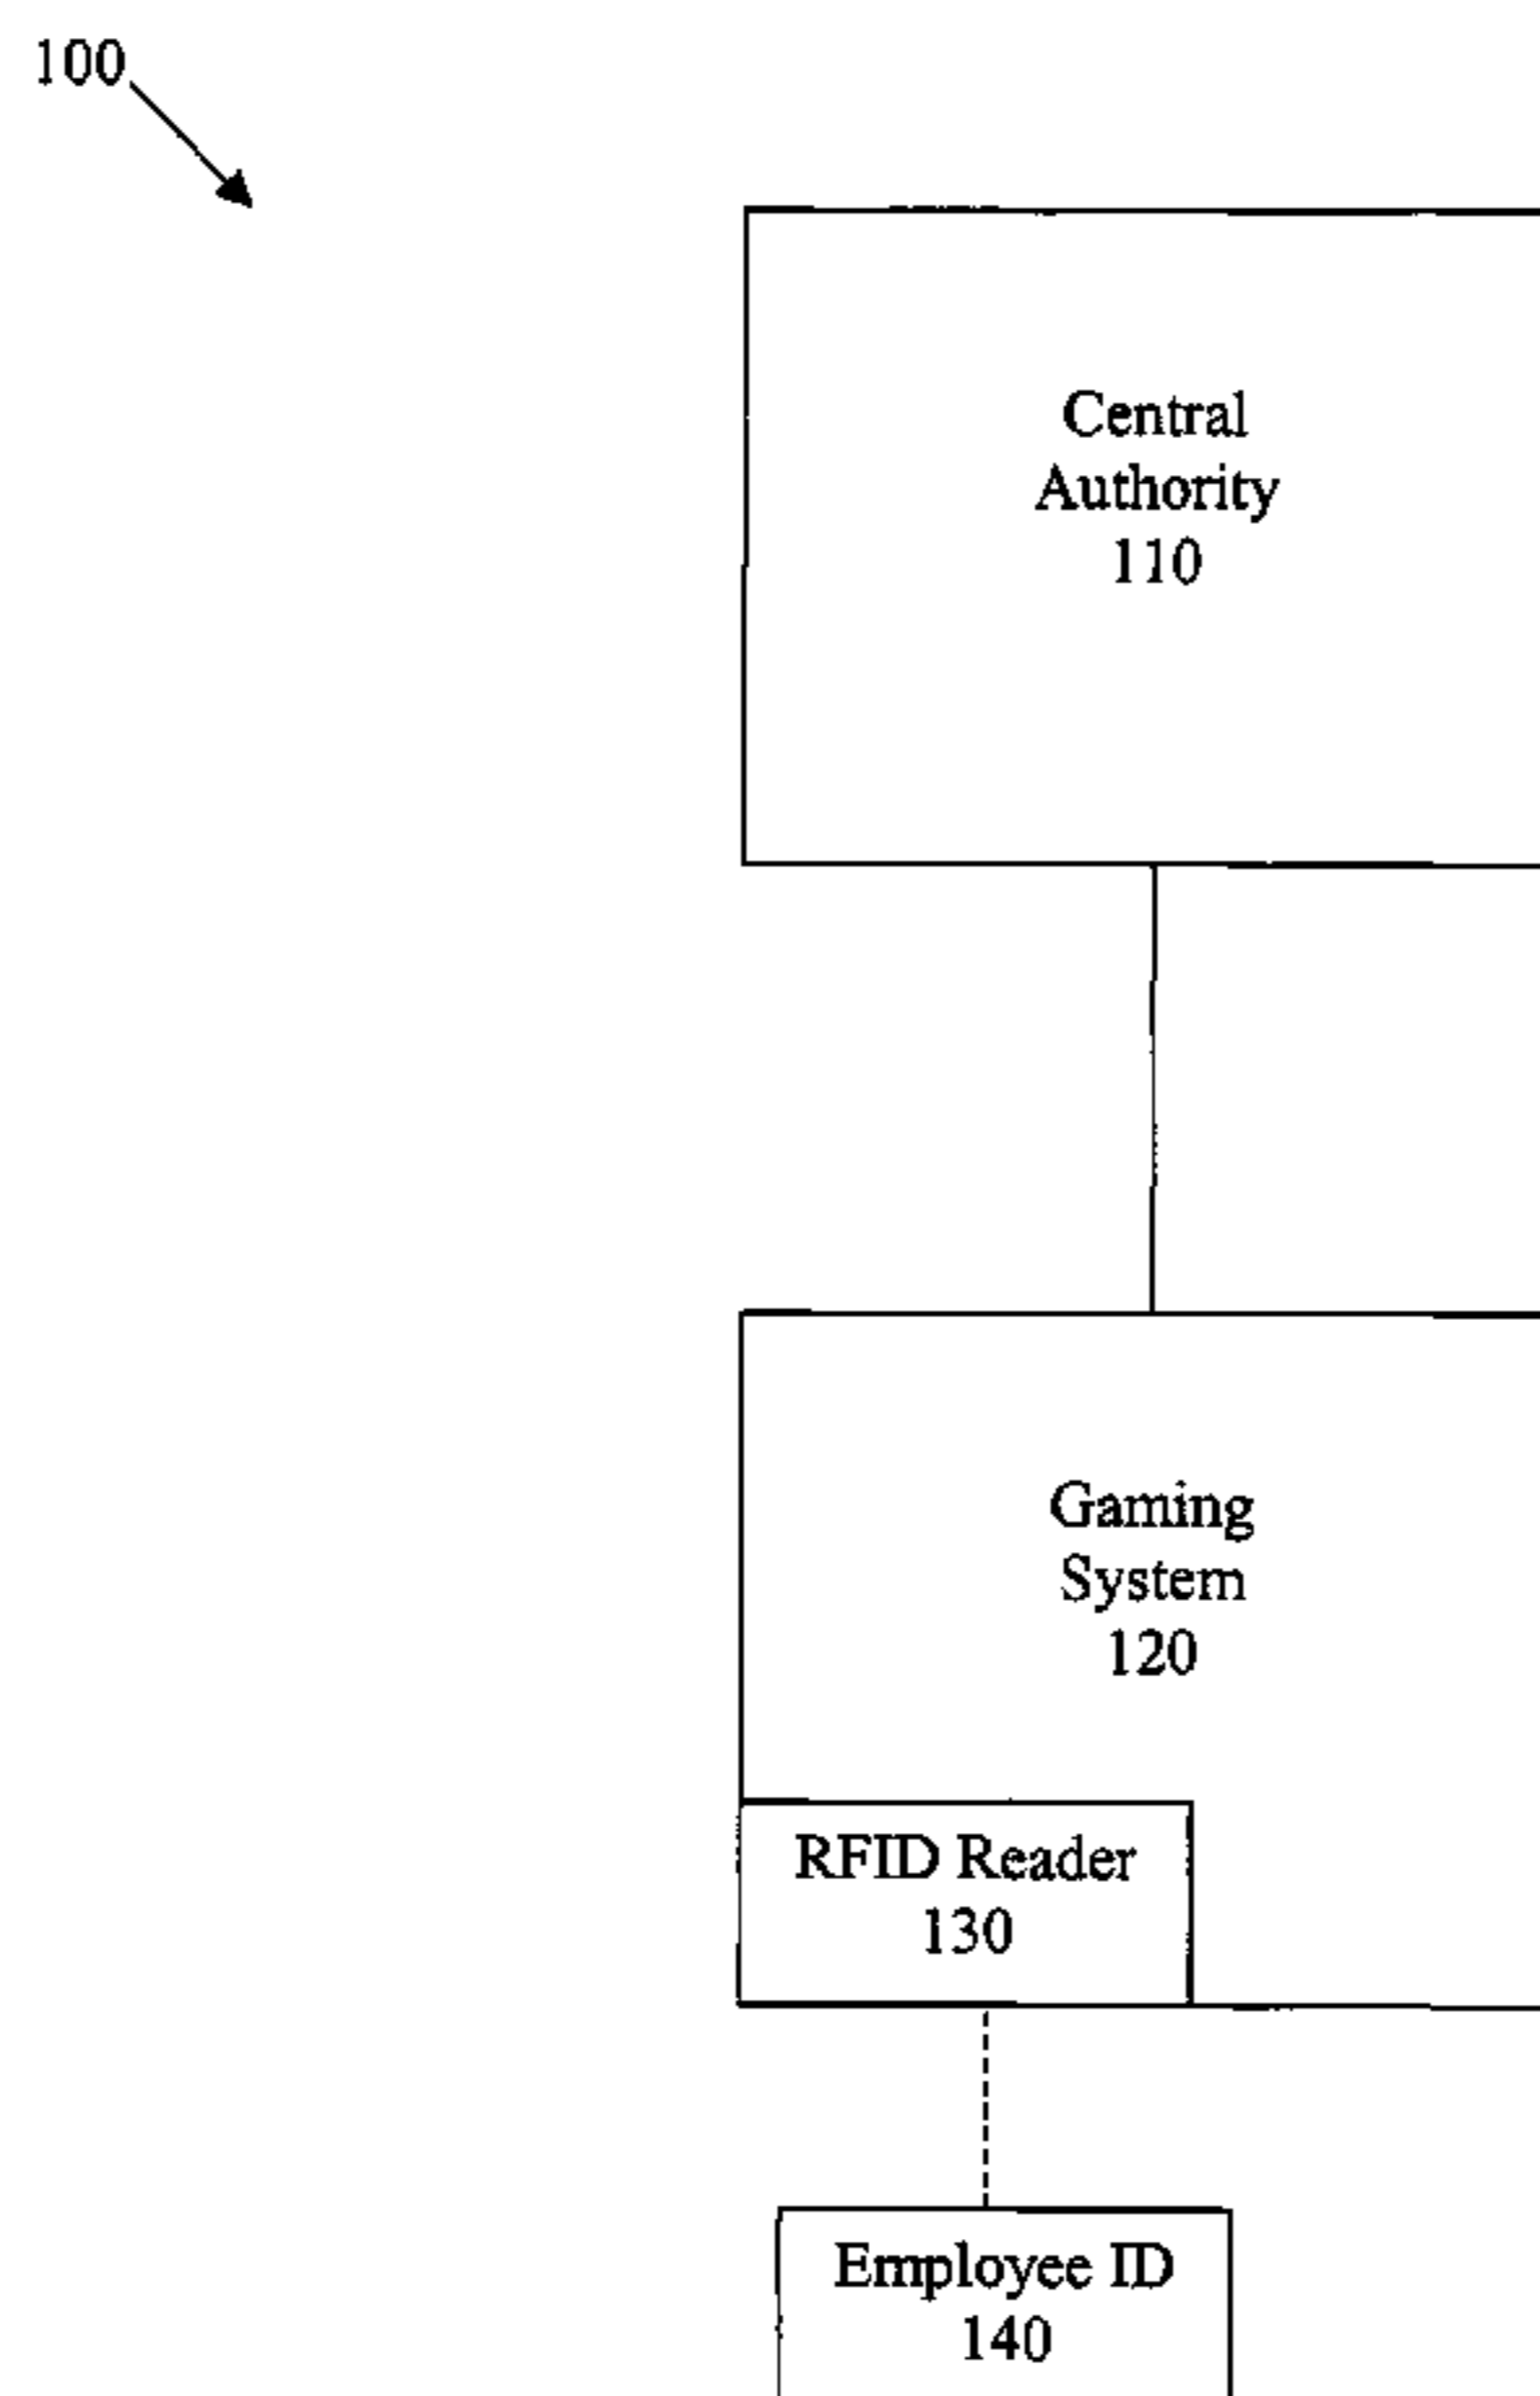 100
Central
Authority
110
Gaming
System
120
RFID Reader
130
Employee ID
140